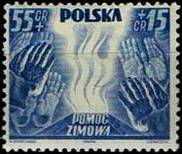 55 GR + POLSKA + 15 GR
POMOC
ZIMOWA